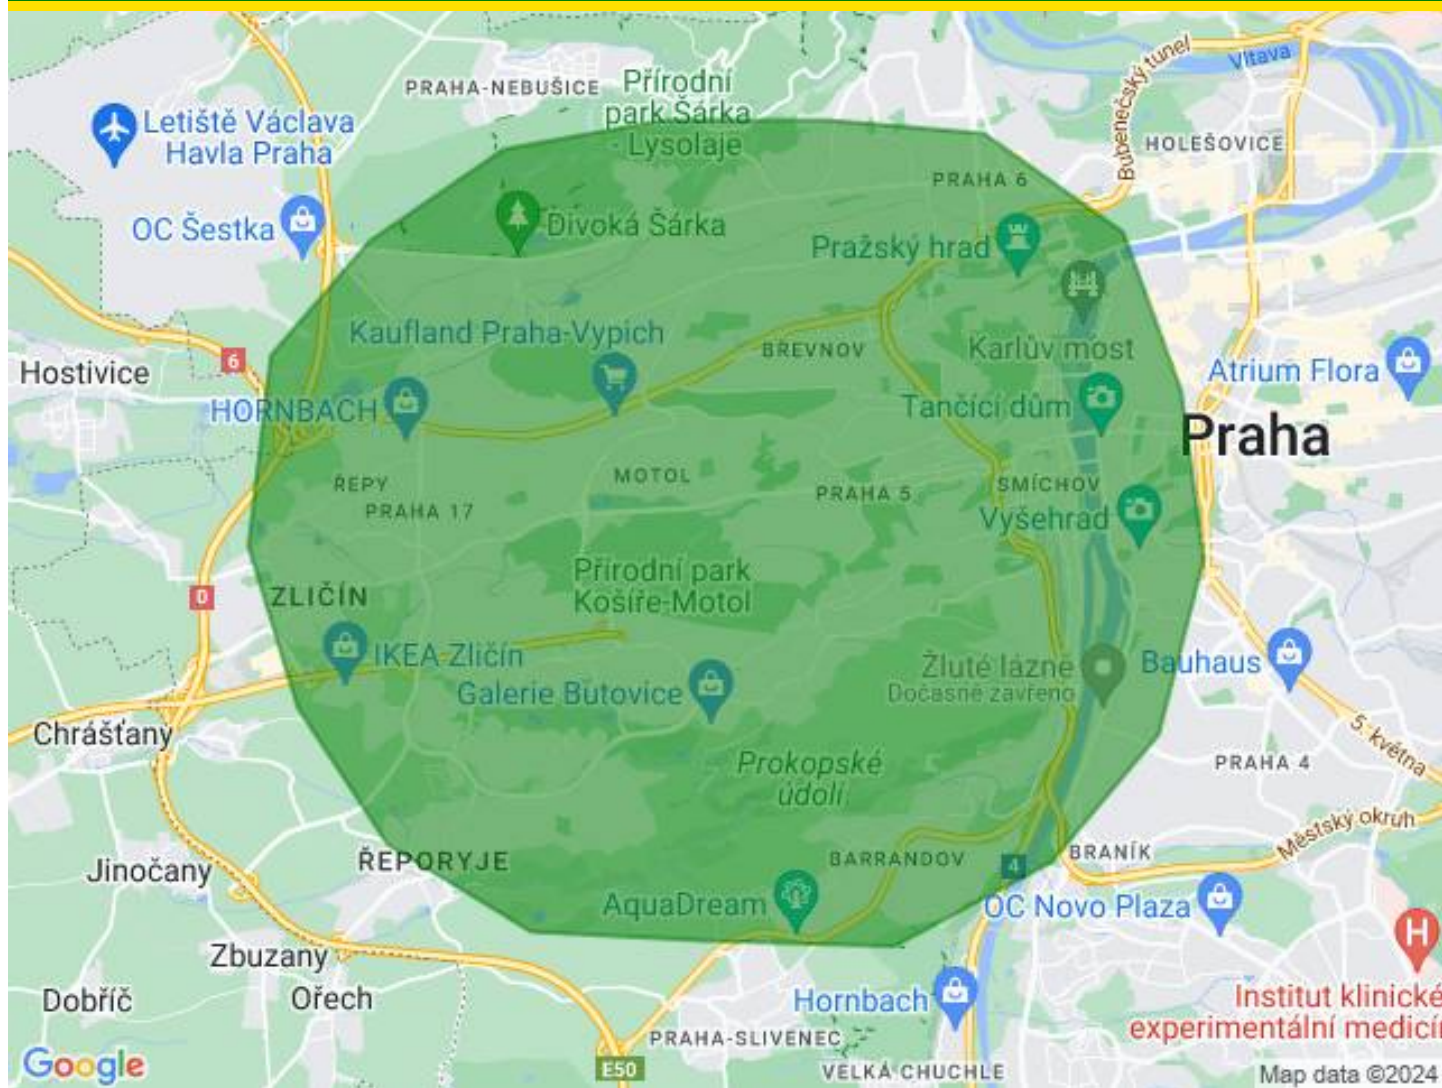 Bubenečský tunel
Vltava
PRAHA-NEBUŠICE
Přírodní
park Šárka
- Lysolaje
Letiště Václava
Havla Praha
HOLEŠOVICE
PRAHA 6
OC Šestka
Divoká Šárka
Pražský hrad
Kaufland Praha-Vypich
BŘEVNOV
Karlův most
6
Hostivice
Atrium Flora
HORNBACH
Tančící dům
Praha
ŘEPY
MOTOL
PRAHA 5
SMÍCHOV
PRAHA 17
Vyšehrad
Přírodní park
Košíře-Motol
0
ZLIČÍN
IKEA Zličín
Galerie Butovice
Žluté lázně
Dočasně zavřeno
Bauhaus
Chrášťany
5. května
Prokopské
údolí
PRAHA 4
Městský okruh
Jinočany
ŘEPORYJE
BARRANDOV
4
BRANÍK
AquaDream
OC Novo Plaza
Zbuzany
Dobříč
Ořech
Hornbach
Institut klinické
experimentální medicín
PRAHA-SLIVENEC
E50
VELKÁ CHUCHLE
Google
Map data ©2024